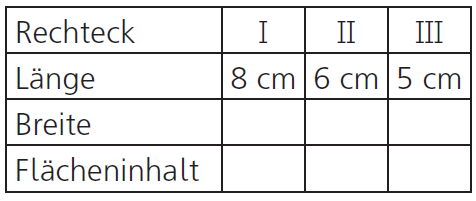 Rechteck I II III
Länge 8 cm 6 cm 5 cm
Breite
Flächeninhalt